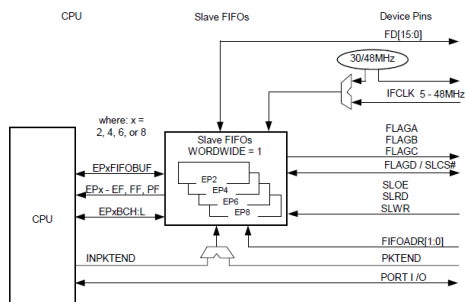 CPU Slave FIFOs Device Pins
FD[15:0]
30/48MHz
IFCLK 5 - 48MHz
where: x =
2, 4, 6, or 8
Slave FIFOs
WORDWIDE = 1
EP2
EP4
EP6
EP8
FLAGA
FLAGB
FLAGC
FLAGD / SLCS#
EPxFIFOBUF
EPx - EF, FF, PF
EPxBCH:L
CPU
SLOE
SLRD
SLWR
FIFOADR[1:0]
INPKTEND PKTEND
PORT I /O